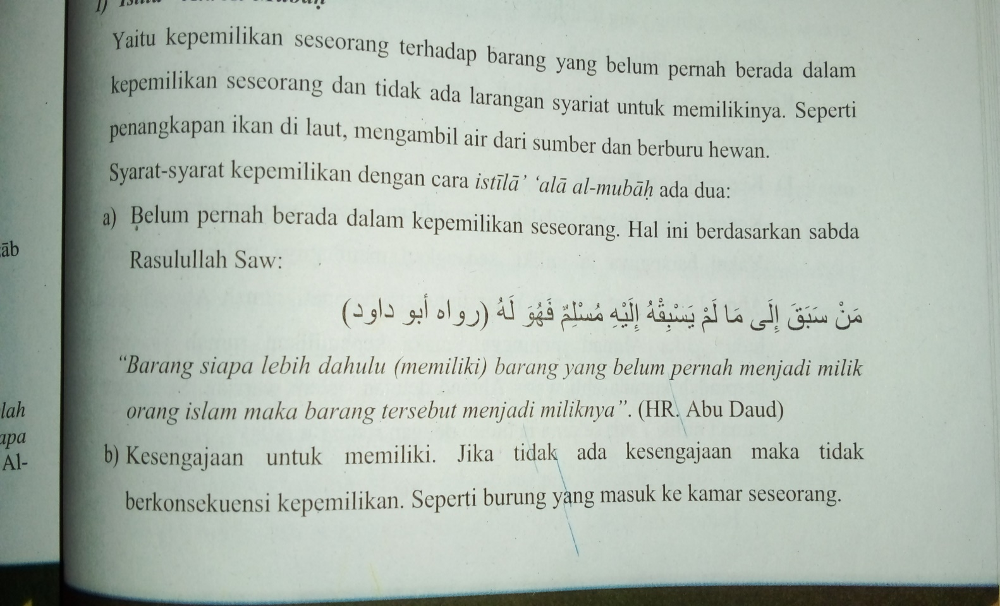 Yaitu kepemilikan seseorang terhadap barang yang belum pernah berada dalam
kepemilikan seseorang dan tidak ada larangan syariat untuk memilikinya. Seperti
penangkapan ikan di laut, mengambil air dari sumber dan berburu hewan.
Syarat-syarat kepemilikan dengan cara istīlā’ ‘alā al-mubāḥ ada dua:
a) Belum pernah berada dalam kepemilikan seseorang. Hal ini berdasarkan sabda
Rasulullah Saw:
مَنْ سَبَقَ إِلَى مَا لَمْ يَسْبِقْهُ إِلَيْهِ مُسْلِمٌ فَهُوَ لَهُ (رواه أبو داود)
“Barang siapa lebih dahulu (memiliki) barang yang belum pernah menjadi milik
orang islam maka barang tersebut menjadi miliknya”. (HR. Abu Daud)
b) Kesengajaan untuk memiliki. Jika tidak ada kesengajaan maka tidak
berkonsekuensi kepemilikan. Seperti burung yang masuk ke kamar seseorang.
āb
lah
apa
Al-